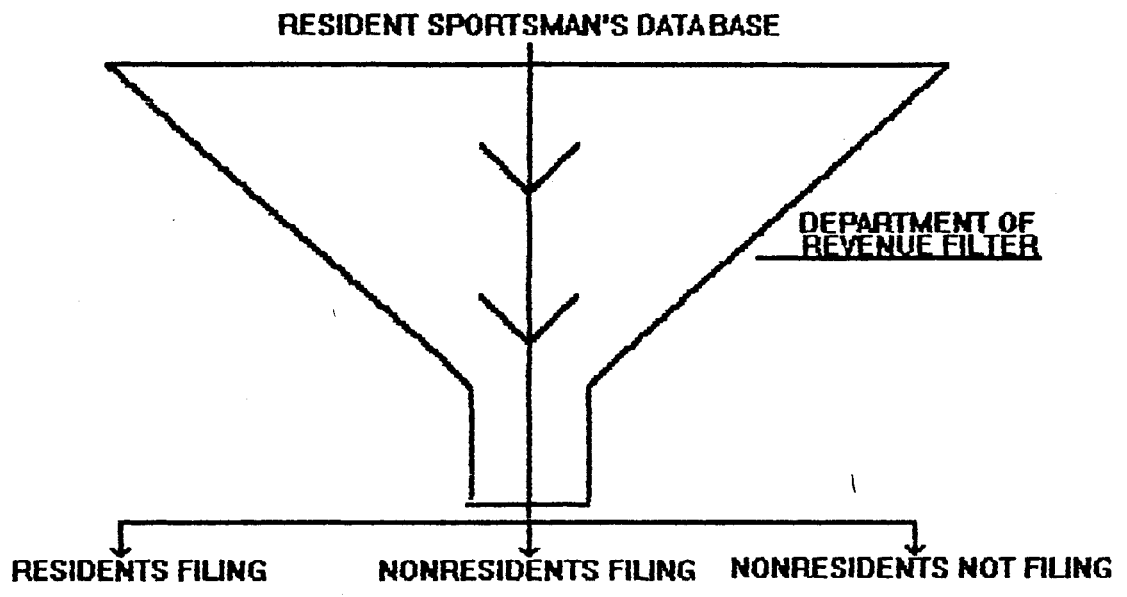 RESIDENT SPORTSMAN'S DATABASE
DEPARTMENT OF
REVENUE FILTER
RESIDENTS FILING
NONRESIDENTS FILING
NONRESIDENTS NOT FILING